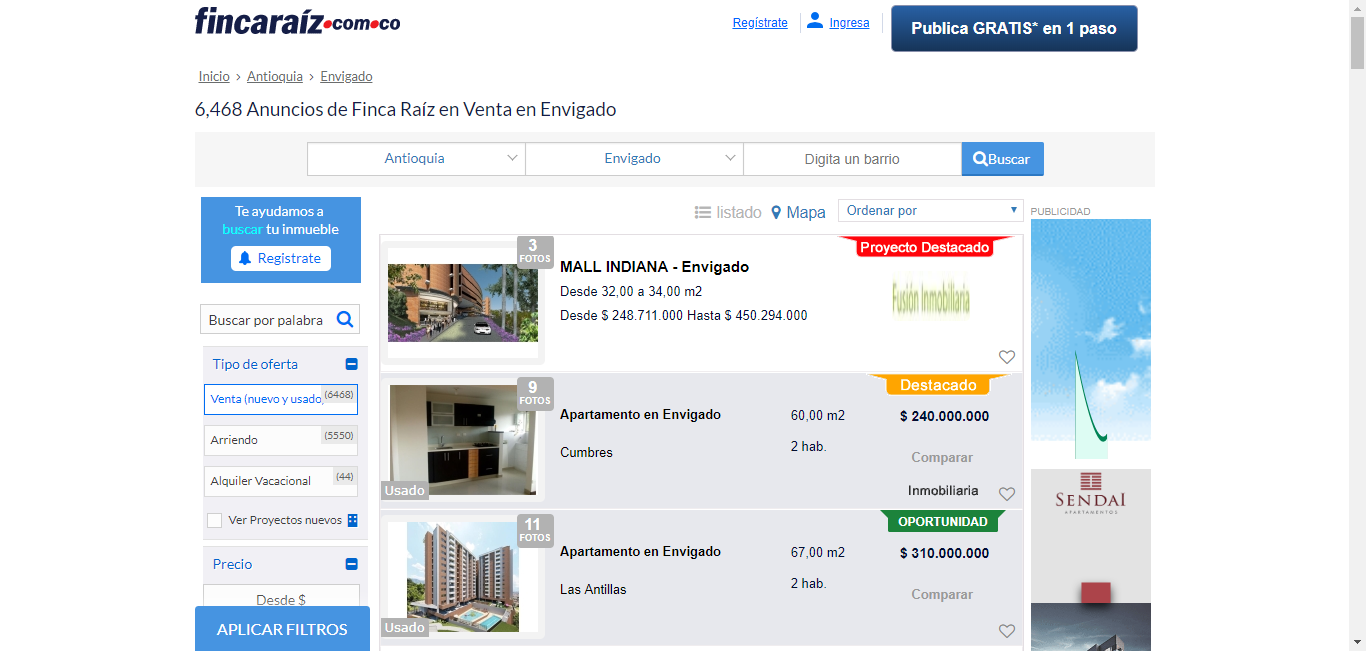 fincaraíz.com.co
Regístrate
Ingresa
Publica GRATIS* en 1 paso
Inicio > Antioquia > Envigado
6,468 Anuncios de Finca Raíz en Venta en Envigado
Antioquia
Envigado
Digita un barrio
Buscar
Te ayudamos a
buscar tu inmueble
Registrate
listado
Mapa
Ordenar por
PUBLICIDAD
Buscar por palabra
Tipo de oferta
Venta (nuevo y usado) (6468)
Arriendo (5550)
Alquiler Vacacional (44)
Ver Proyectos nuevos
Precio
Desde $
APLICAR FILTROS
3
FOTOS
MALL INDIANA - Envigado
Desde 32,00 a 34,00 m2
Desde $ 248.711.000 Hasta $ 450.294.000
Proyecto Destacado
Fusión Inmobiliaria
9
FOTOS
Usado
Apartamento en Envigado
Cumbres
60,00 m2
2 hab.
Destacado
$ 240.000.000
Comparar
Inmobiliaria
11
FOTOS
Usado
Apartamento en Envigado
Las Antillas
67,00 m2
2 hab.
OPORTUNIDAD
$ 310.000.000
Comparar
SENDAI
APARTAMENTOS